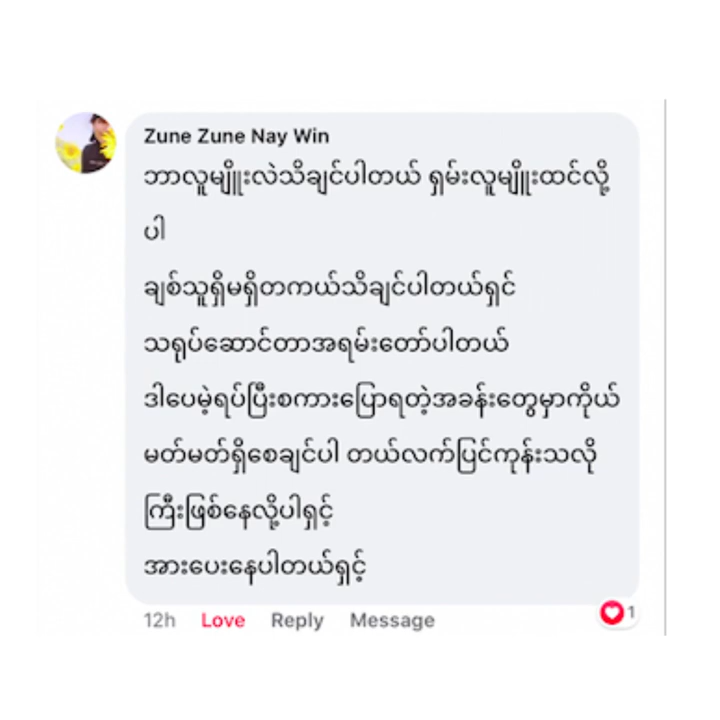 Zune Zune Nay Win
ဘာလူမျိူးလဲသိချင်ပါတယ် ရှမ်းလူမျိူးထင်လို့
ပါ
ချစ်သူရှိမရှိတကယ်သိချင်ပါတယ်ရှင်
သရုပ်ဆောင်တာအရမ်းတော်ပါတယ်
ဒါပေမဲ့ရပ်ပြီးစကားပြောရတဲ့အခန်းတွေမှာကိုယ်
မတ်မတ်ရှိစေချင်ပါ တယ်လက်ပြင်ကုန်းသလို
ကြီးဖြစ်နေလို့ပါရှင့်
အားပေးနေပါတယ်ရှင့်
12h Love Reply Message 1